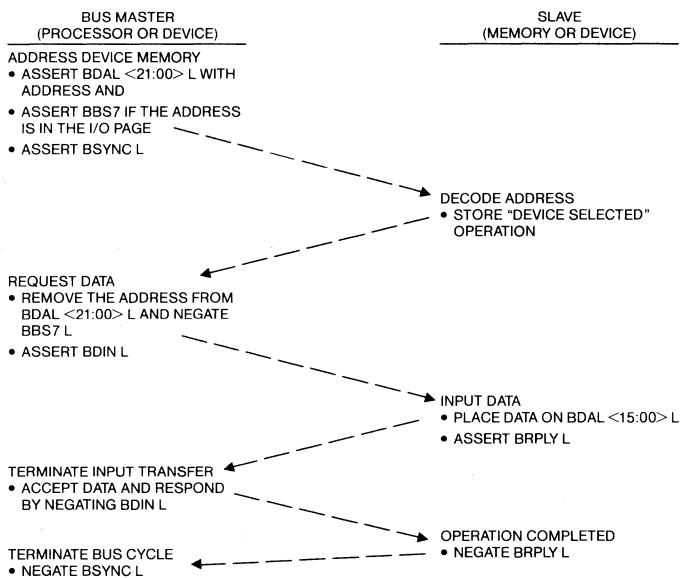 BUS MASTER
(PROCESSOR OR DEVICE)
SLAVE
(MEMORY OR DEVICE)
ADDRESS DEVICE MEMORY
• ASSERT BDAL <21:00> L WITH
ADDRESS AND
• ASSERT BBS7 IF THE ADDRESS
IS IN THE I/O PAGE
• ASSERT BSYNC L
DECODE ADDRESS
• STORE “DEVICE SELECTED”
OPERATION
REQUEST DATA
• REMOVE THE ADDRESS FROM
BDAL <21:00> L AND NEGATE
BBS7 L
• ASSERT BDIN L
INPUT DATA
• PLACE DATA ON BDAL <15:00> L
• ASSERT BRPLY L
TERMINATE INPUT TRANSFER
• ACCEPT DATA AND RESPOND
BY NEGATING BDIN L
OPERATION COMPLETED
• NEGATE BRPLY L
TERMINATE BUS CYCLE
• NEGATE BSYNC L